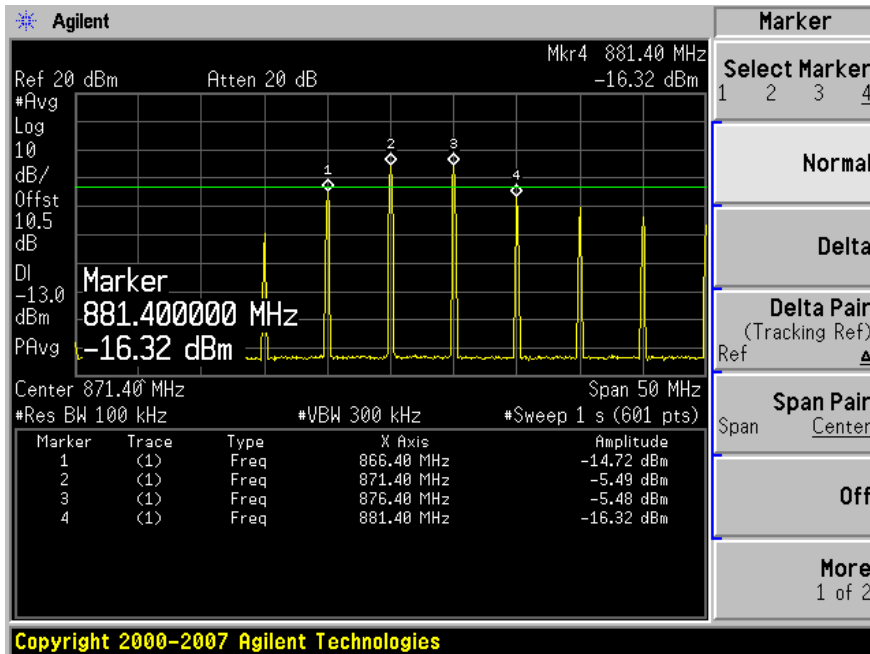 Agilent
Marker
Mkr4 881.40 MHz
Ref 20 dBm Atten 20 dB -16.32 dBm
#Avg
Log
10
dB/
Offst
10.5
dB
DI
-13.0
dBm
PAvg
1
2
3
4
Marker
881.400000 MHz
-16.32 dBm
Center 871.40 MHz Span 50 MHz
#Res BW 100 kHz #VBW 300 kHz #Sweep 1 s (601 pts)
Marker Trace Type X Axis Amplitude
1 (1) Freq 866.40 MHz -14.72 dBm
2 (1) Freq 871.40 MHz -5.49 dBm
3 (1) Freq 876.40 MHz -5.48 dBm
4 (1) Freq 881.40 MHz -16.32 dBm
Select Marker
1 2 3 4
Normal
Delta
Delta Pair
(Tracking Ref)
Ref Δ
Span Pair
Span Center
Off
More
1 of 2
Copyright 2000-2007 Agilent Technologies